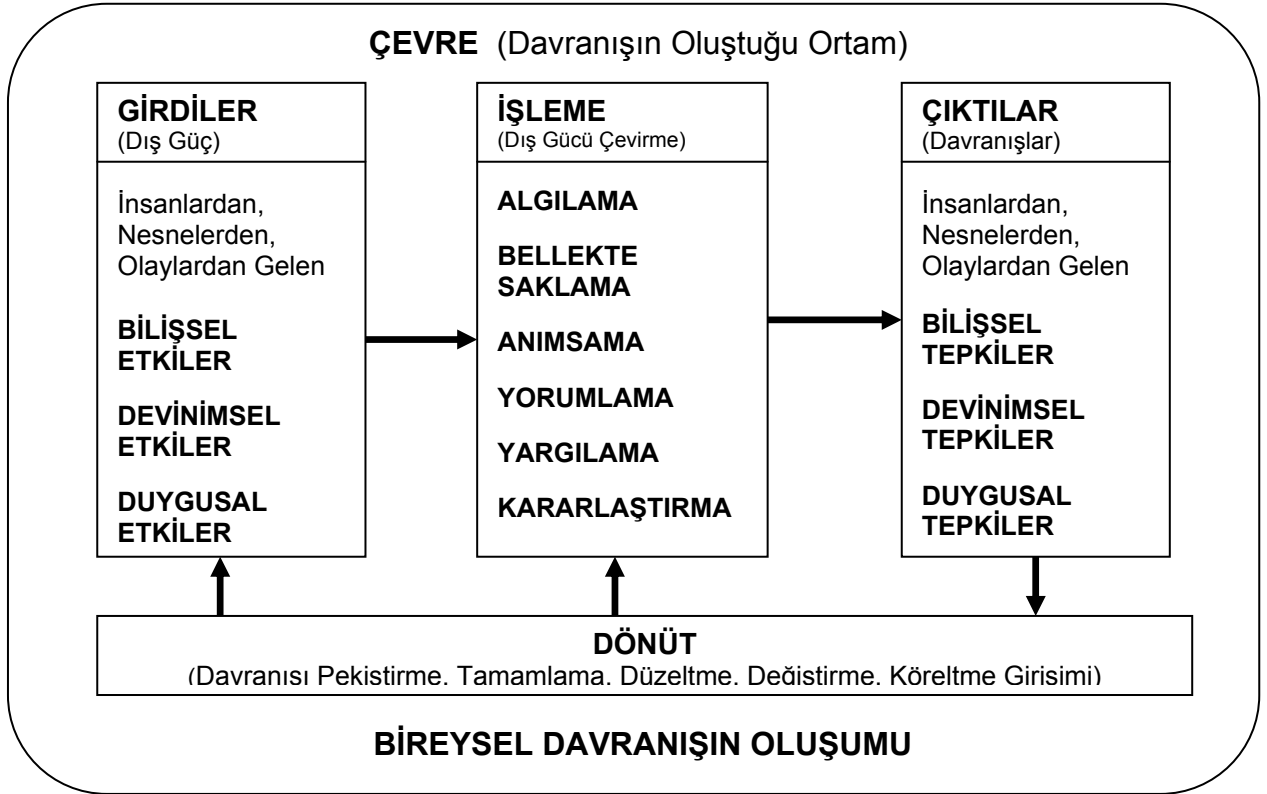 ÇEVRE (Davranışın Oluştuğu Ortam)
GİRDİLER
(Dış Güç)
İnsanlardan,
Nesnelerden,
Olaylardan Gelen
BİLİŞSEL
ETKİLER
DEVİNİMSEL
ETKİLER
DUYGUSAL
ETKİLER
İŞLEME
(Dış Gücü Çevirme)
ALGILAMA
BELLEKTE
SAKLAMA
ANIMSAMA
YORUMLAMA
YARGILAMA
KARARLAŞTIRMA
ÇIKTILAR
(Davranışlar)
İnsanlardan,
Nesnelerden,
Olaylardan Gelen
BİLİŞSEL
TEPKİLER
DEVİNİMSEL
TEPKİLER
DUYGUSAL
TEPKİLER
DÖNÜT
(Davranışı Pekiştirme, Tamamlama, Düzeltme, Değiştirme, Köreltme Girişimi)
BİREYSEL DAVRANIŞIN OLUŞUMU